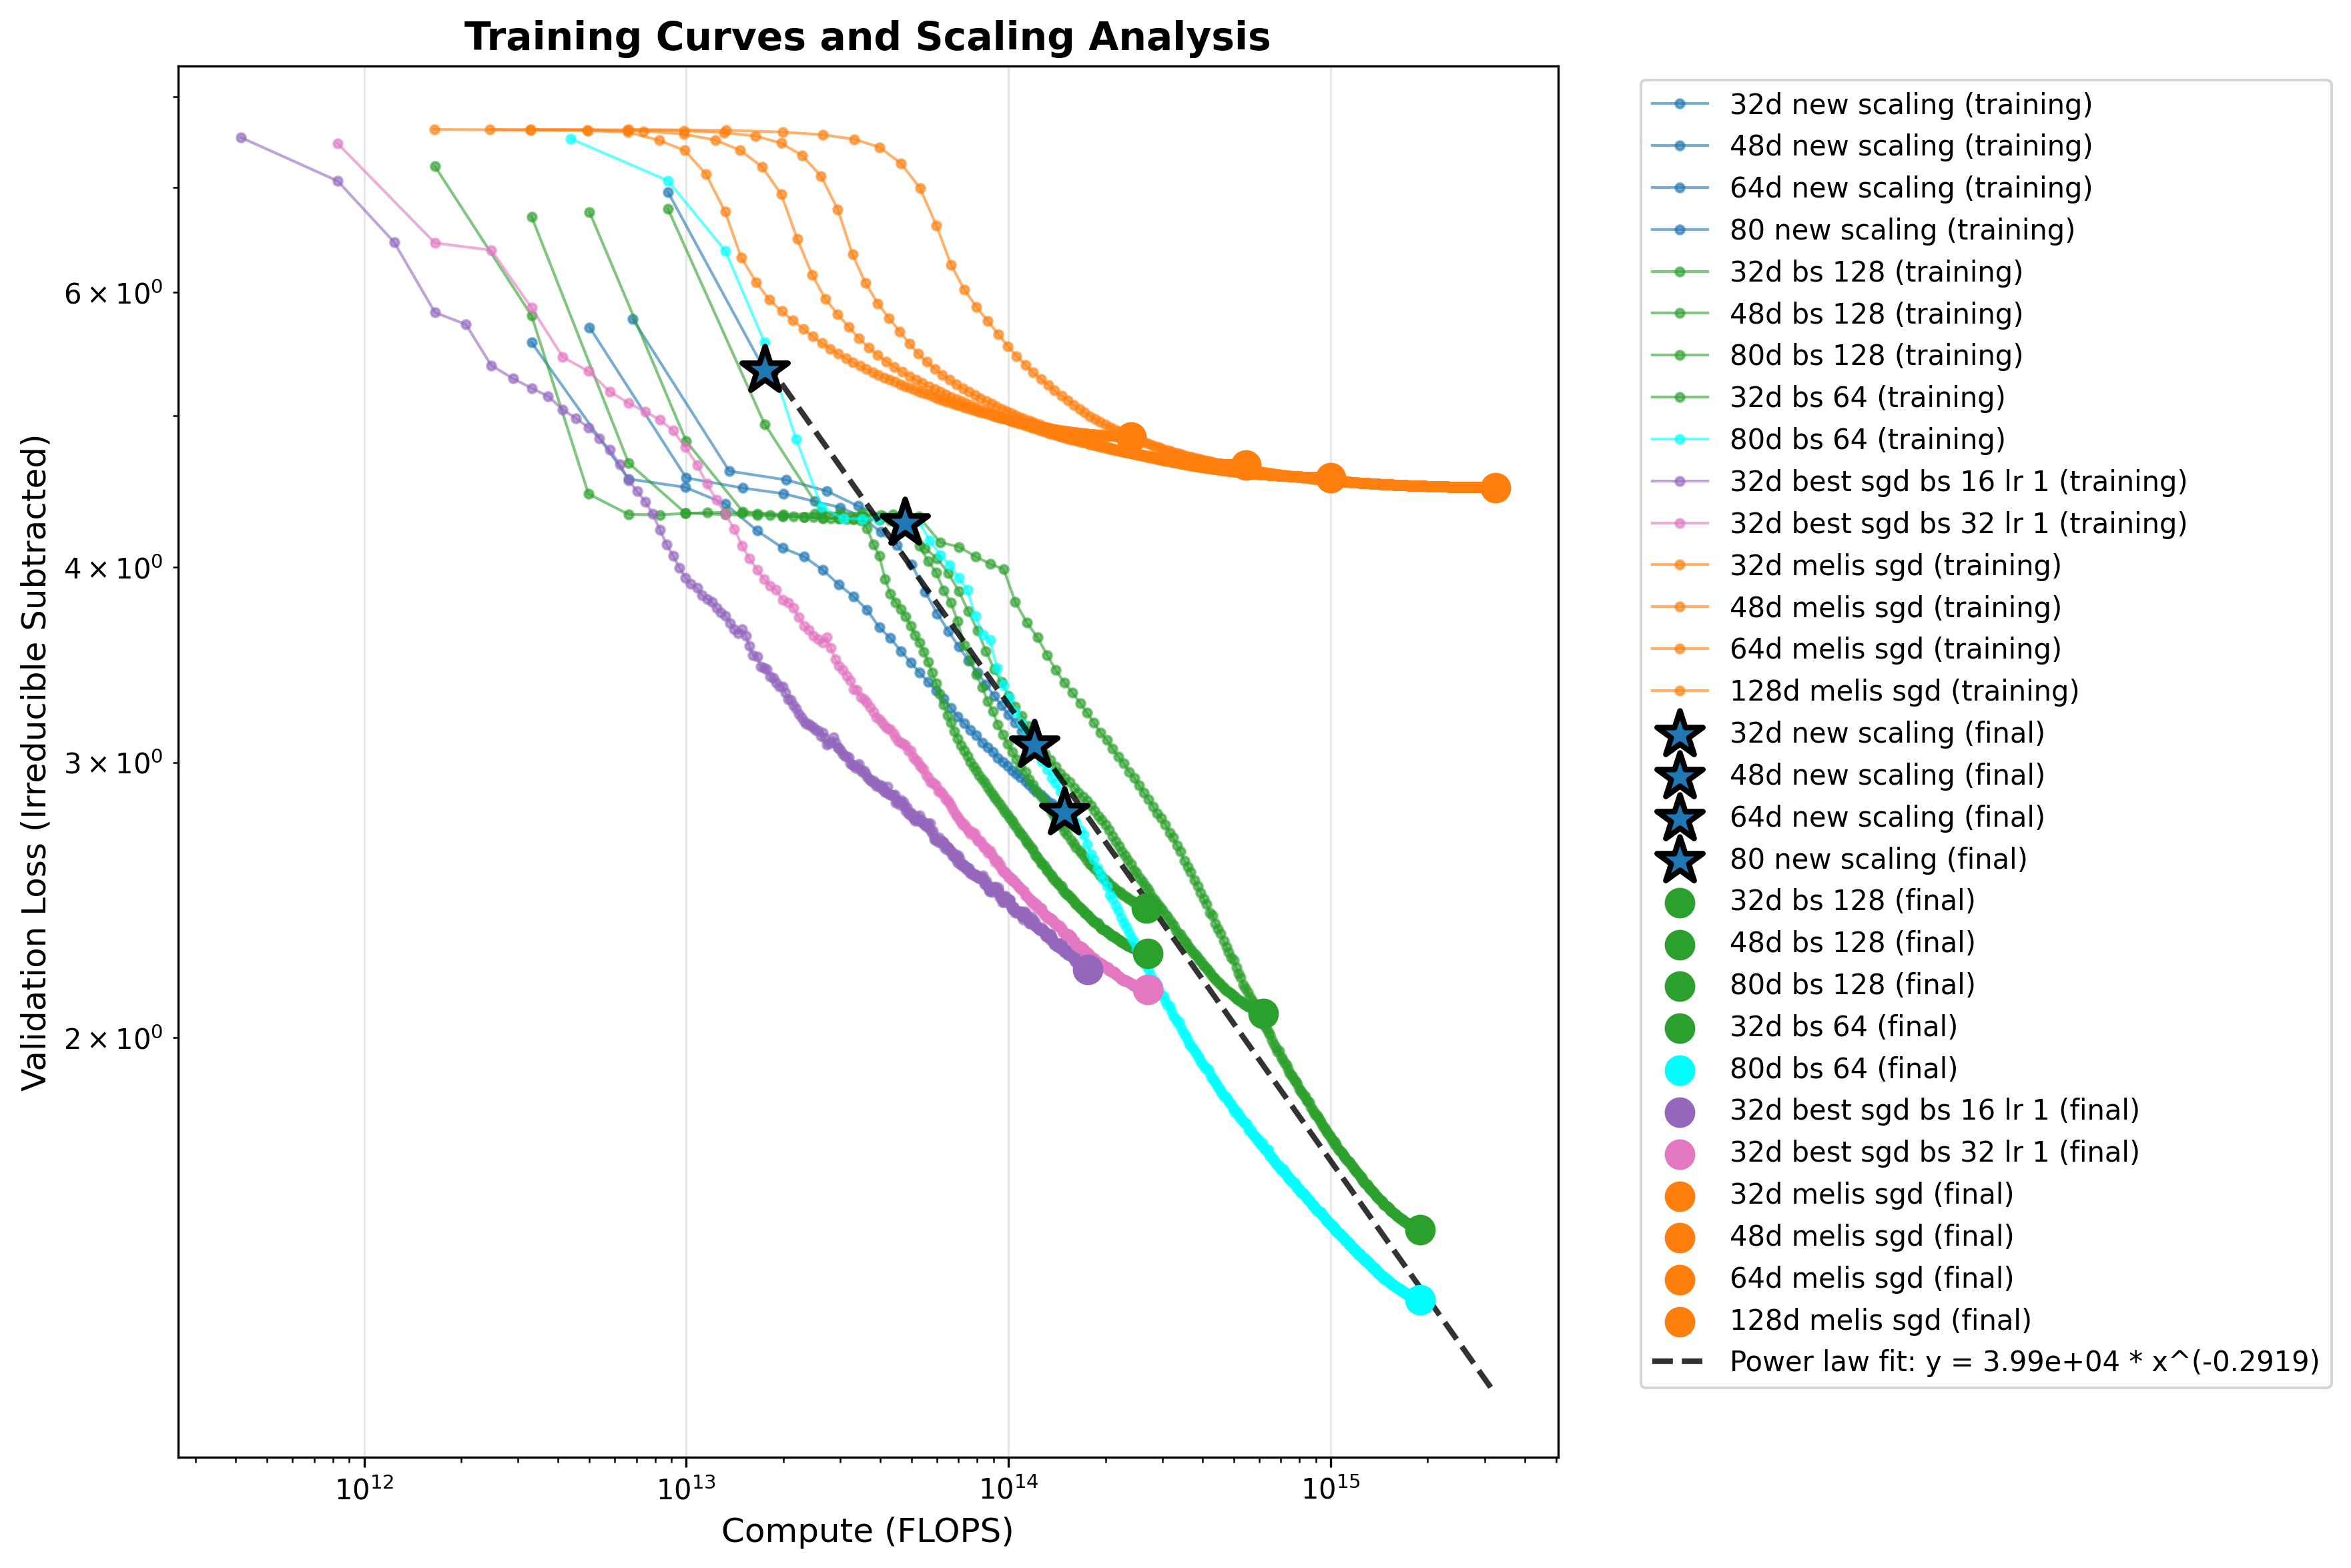 Training Curves and Scaling Analysis
Validation Loss (Irreducible Subtracted)
6 × 10⁰
4 × 10⁰
3 × 10⁰
2 × 10⁰
10¹²
10¹³
10¹⁴
10¹⁵
Compute (FLOPS)
32d new scaling (training)
48d new scaling (training)
64d new scaling (training)
80 new scaling (training)
32d bs 128 (training)
48d bs 128 (training)
80d bs 128 (training)
32d bs 64 (training)
80d bs 64 (training)
32d best sgd bs 16 lr 1 (training)
32d best sgd bs 32 lr 1 (training)
32d melis sgd (training)
48d melis sgd (training)
64d melis sgd (training)
128d melis sgd (training)
32d new scaling (final)
48d new scaling (final)
64d new scaling (final)
80 new scaling (final)
32d bs 128 (final)
48d bs 128 (final)
80d bs 128 (final)
32d bs 64 (final)
80d bs 64 (final)
32d best sgd bs 16 lr 1 (final)
32d best sgd bs 32 lr 1 (final)
32d melis sgd (final)
48d melis sgd (final)
64d melis sgd (final)
128d melis sgd (final)
Power law fit: y = 3.99e+04 * x^(-0.2919)